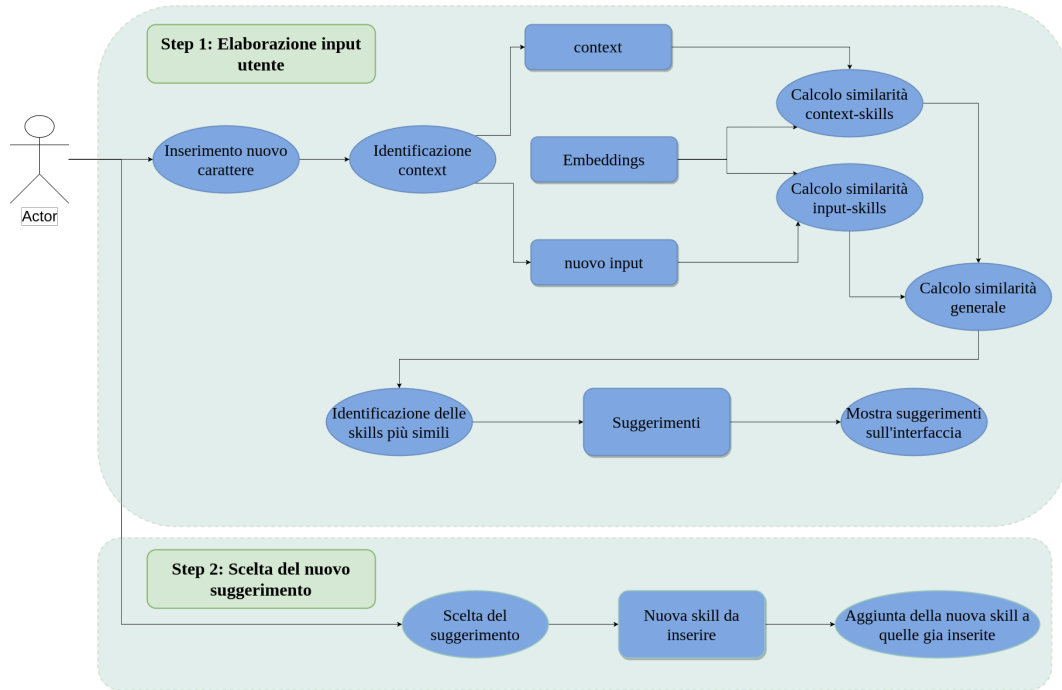 Step 1: Elaborazione input
utente
context
Calcolo similarità
context-skills
Actor
Inserimento nuovo
carattere
Identificazione
context
Embeddings
Calcolo similarità
input-skills
nuovo input
Calcolo similarità
generale
Identificazione delle
skills più simili
Suggerimenti
Mostra suggerimenti
sull'interfaccia
Step 2: Scelta del nuovo
suggerimento
Scelta del
suggerimento
Nuova skill da
inserire
Aggiunta della nuova skill a
quelle gia inserite